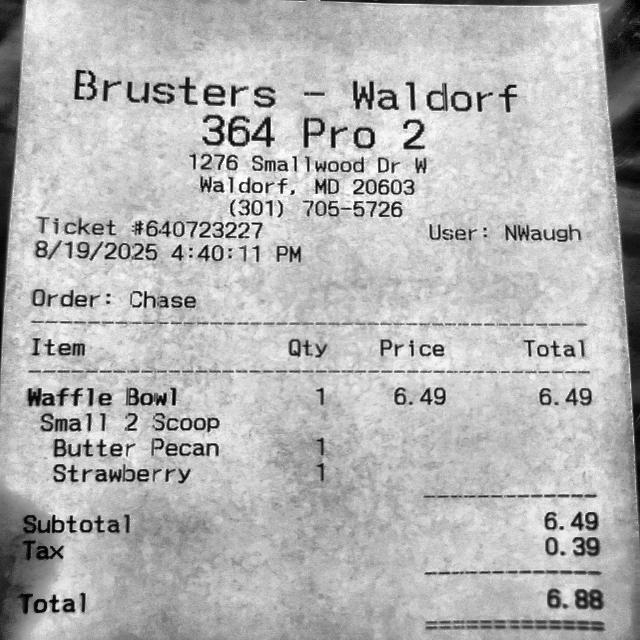 Brusters - Waldorf
364 Pro 2
1276 Smallwood Dr W
Waldorf, MD 20603
(301) 705-5726
Ticket #640723227 User: NWaugh
8/19/2025 4:40:11 PM
Order: Chase
Item Qty Price Total
Waffle Bowl 1 6.49 6.49
Small 2 Scoop
Butter Pecan 1
Strawberry 1
Subtotal 6.49
Tax 0.39
Total 6.88